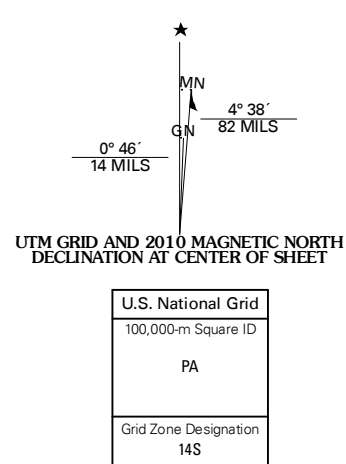 MN
4° 38´
82 MILS
GN
0° 46´
14 MILS
UTM GRID AND 2010 MAGNETIC NORTH
DECLINATION AT CENTER OF SHEET
U.S. National Grid
100,000-m Square ID
PA
Grid Zone Designation
14S